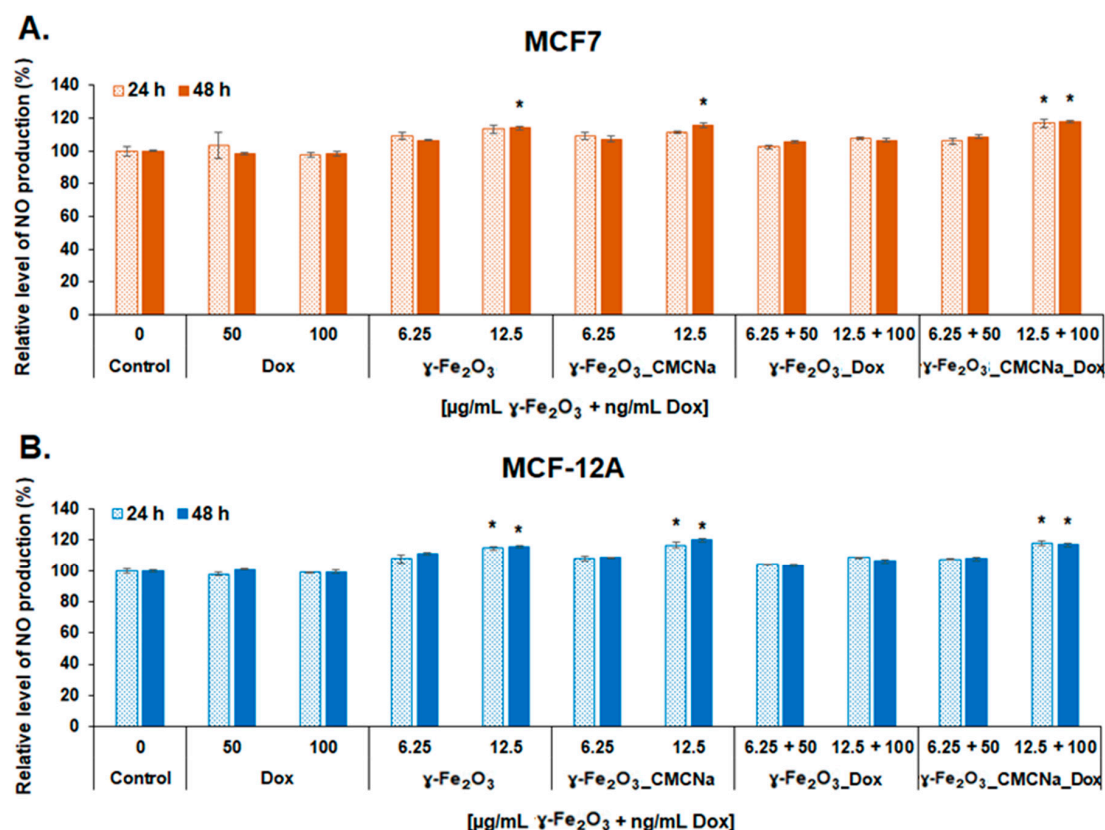 A.
MCF7
Relative level of NO production (%)
24 h 48 h
140
120
100
80
60
40
20
0
* * * *
0 50 100 6.25 12.5 6.25 12.5 6.25 + 50 12.5 + 100 6.25 + 50 12.5 + 100
Control Dox ɣ-Fe₂O₃ ɣ-Fe₂O₃_CMCNa ɣ-Fe₂O₃_Dox ɣ-Fe₂O₃_CMCNa_Dox
[µg/mL ɣ-Fe₂O₃ + ng/mL Dox]
B.
MCF-12A
Relative level of NO production (%)
24 h 48 h
140
120
100
80
60
40
20
0
* * * * * *
0 50 100 6.25 12.5 6.25 12.5 6.25 + 50 12.5 + 100 6.25 + 50 12.5 + 100
Control Dox ɣ-Fe₂O₃ ɣ-Fe₂O₃_CMCNa ɣ-Fe₂O₃_Dox ɣ-Fe₂O₃_CMCNa_Dox
[µg/mL ɣ-Fe₂O₃ + ng/mL Dox]